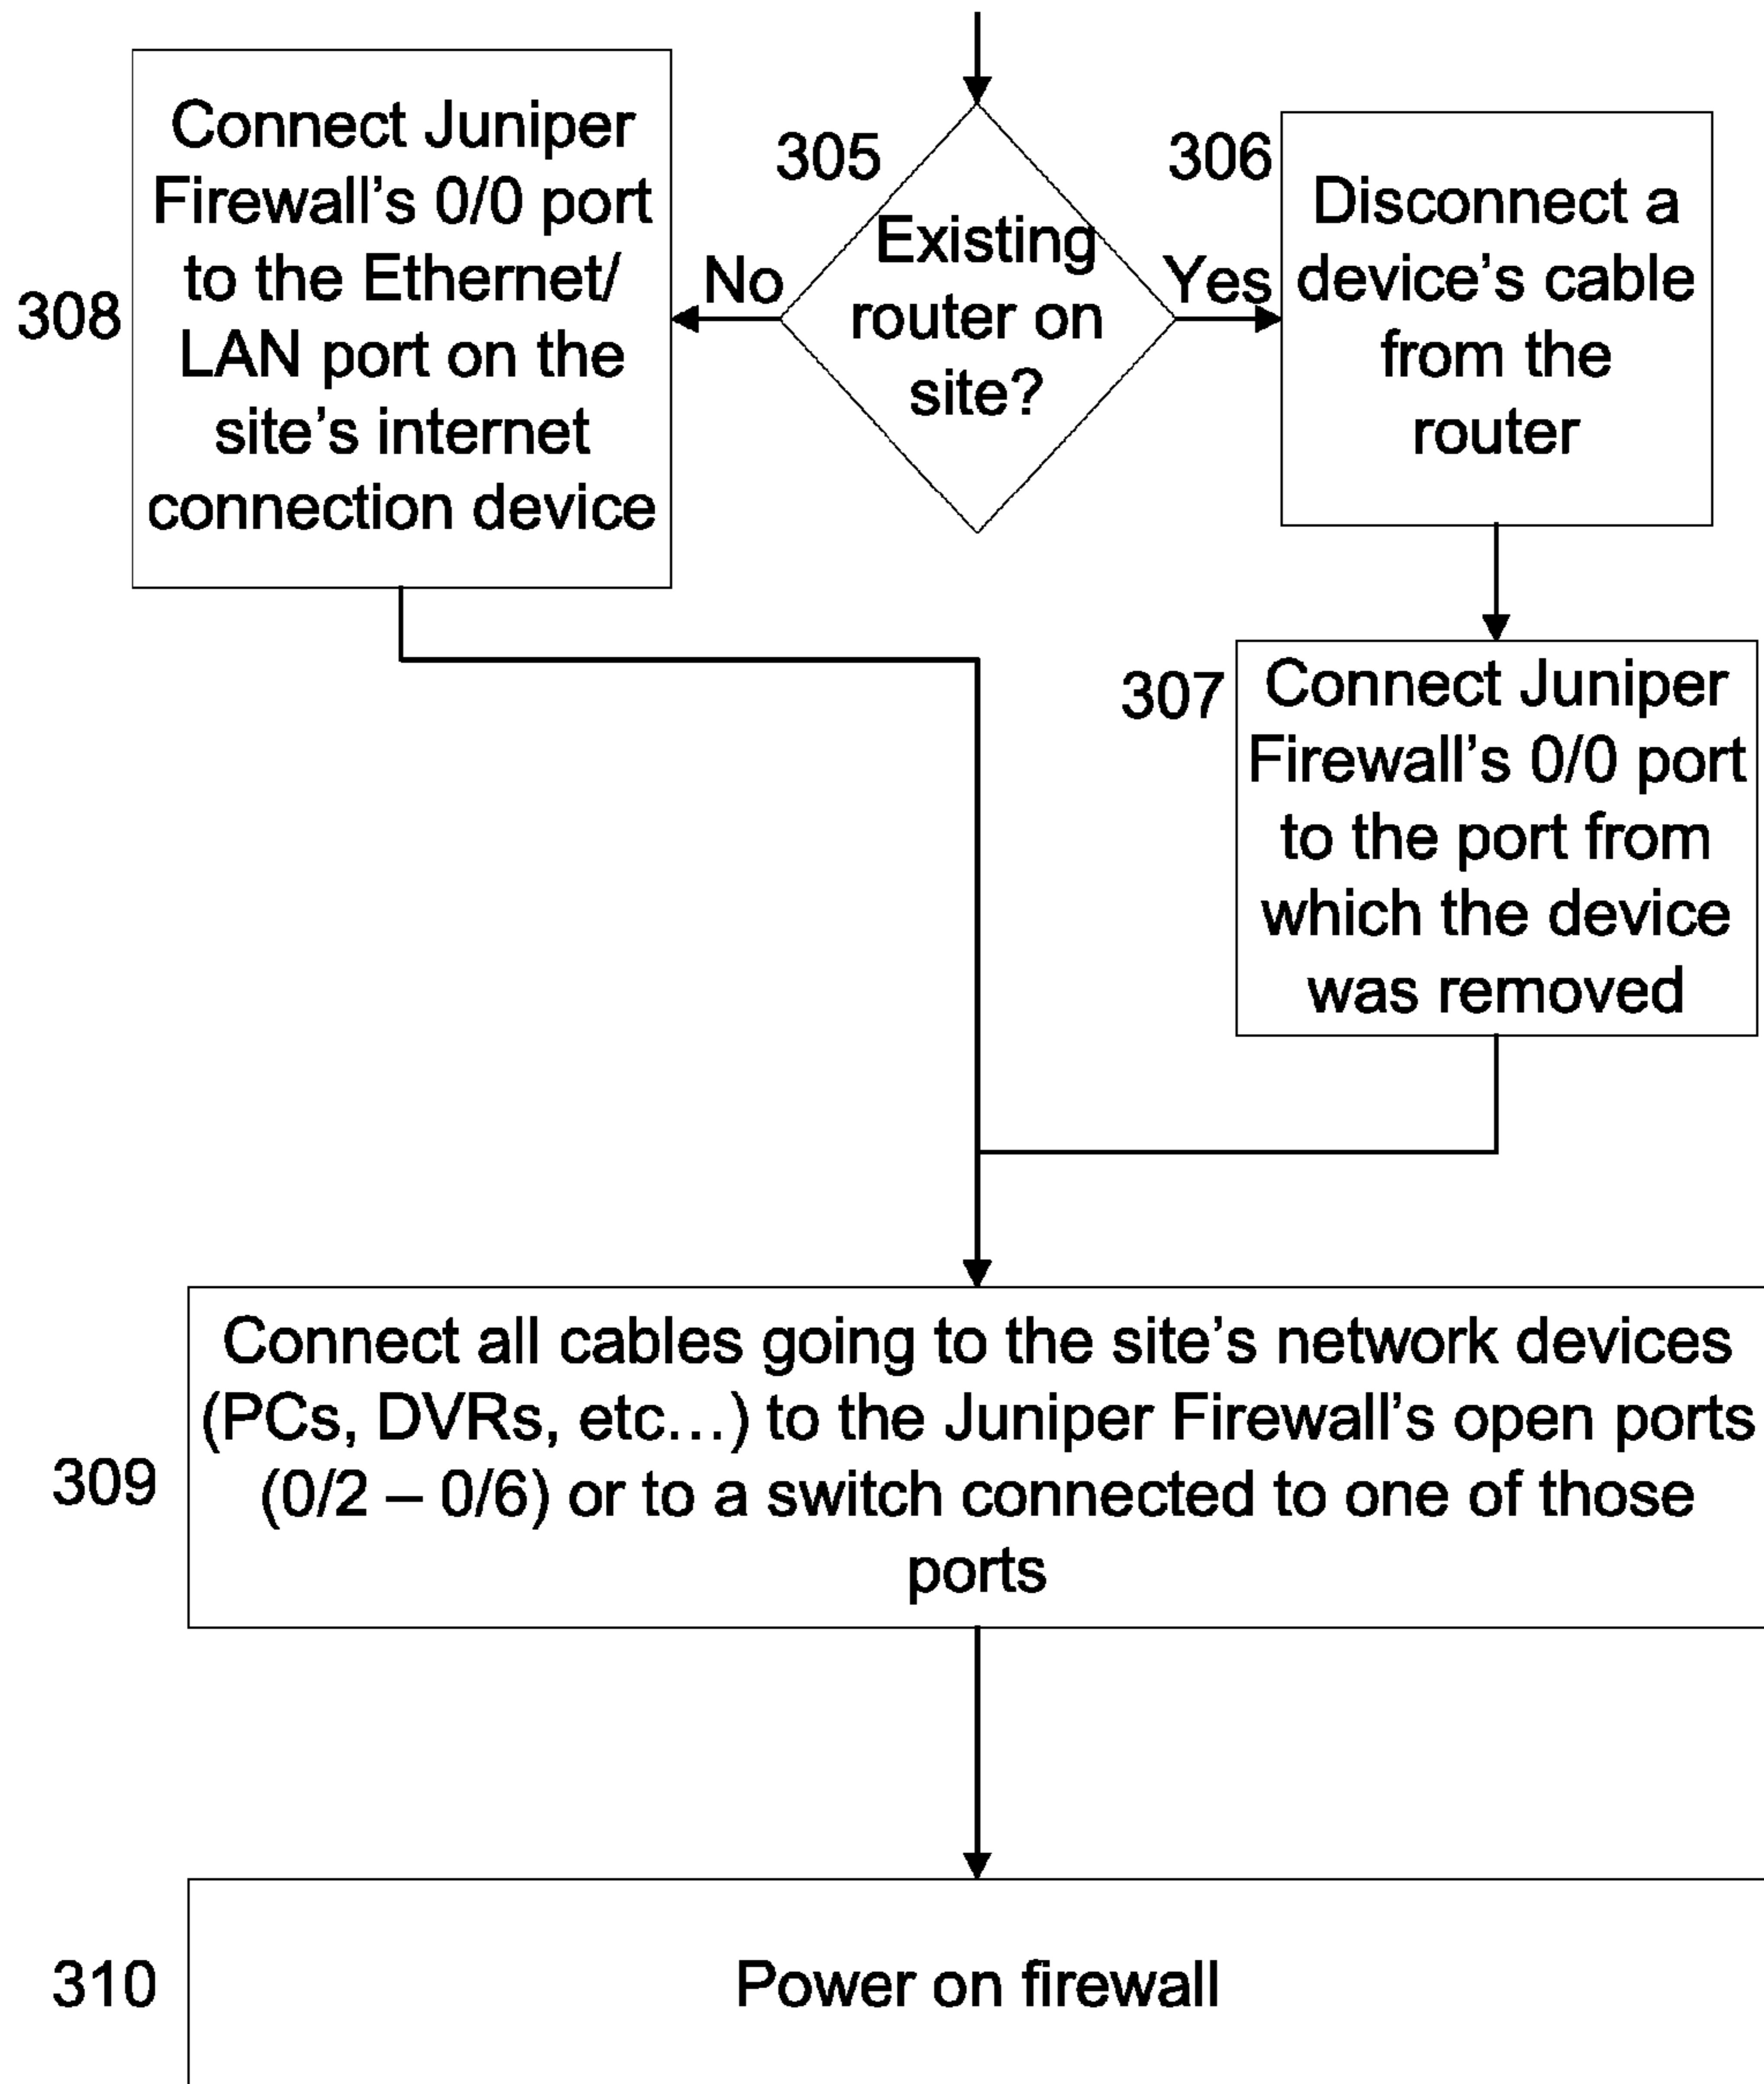 305
Existing
router on
site?
No
Yes
308
Connect Juniper
Firewall’s 0/0 port
to the Ethernet/
LAN port on the
site’s internet
connection device
306
Disconnect a
device’s cable
from the
router
307
Connect Juniper
Firewall’s 0/0 port
to the port from
which the device
was removed
309
Connect all cables going to the site’s network devices
(PCs, DVRs, etc…) to the Juniper Firewall’s open ports
(0/2 – 0/6) or to a switch connected to one of those
ports
310
Power on firewall